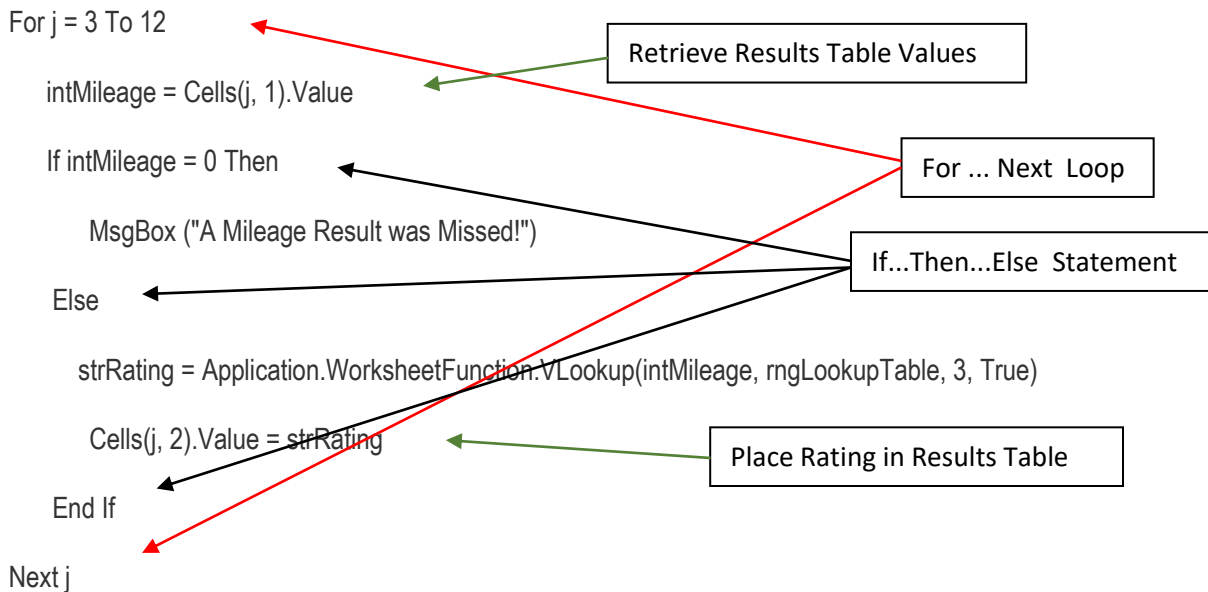 For j = 3 To 12
Retrieve Results Table Values
intMileage = Cells(j, 1).Value
If intMileage = 0 Then
For ... Next Loop
MsgBox ("A Mileage Result was Missed!")
If...Then...Else Statement
Else
strRating = Application.WorksheetFunction.VLookup(intMileage, rngLookupTable, 3, True)
Cells(j, 2).Value = strRating
Place Rating in Results Table
End If
Next j